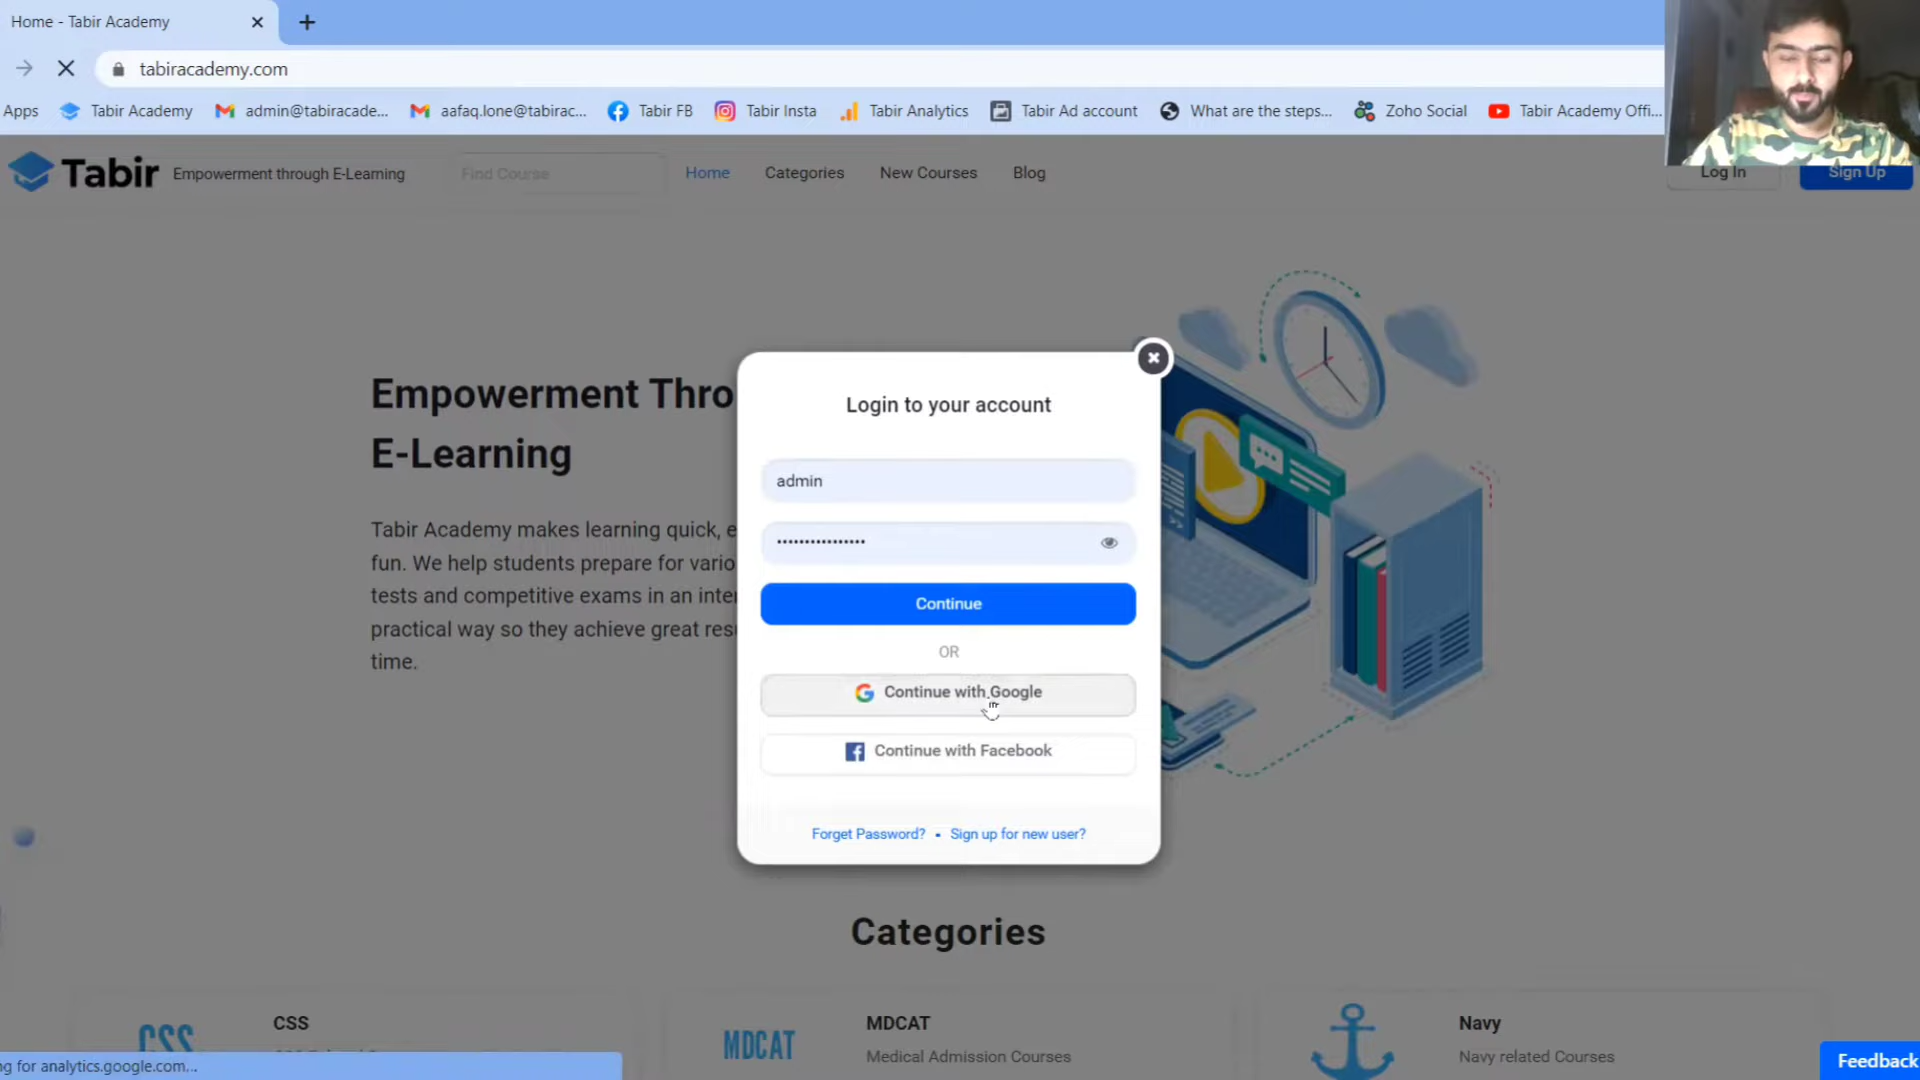 Home - Tabir Academy
tabiracademy.com
Apps Tabir Academy admin@tabiracade... aafaq.lone@tabirac... Tabir FB Tabir Insta Tabir Analytics Tabir Ad account What are the steps... Zoho Social Tabir Academy Offi...
Tabir Empowerment through E-Learning Find Course Home Categories New Courses Blog Log In Sign Up
Empowerment Thro
E-Learning
Tabir Academy makes learning quick, e
fun. We help students prepare for vario
tests and competitive exams in an inte
practical way so they achieve great resu
time.
Login to your account
admin
••••••••••••••••
Continue
OR
Continue with Google
Continue with Facebook
Forget Password? • Sign up for new user?
Categories
CSS CSS
MDCAT MDCAT
Medical Admission Courses
Navy
Navy related Courses
ng for analytics.google.com...
Feedback